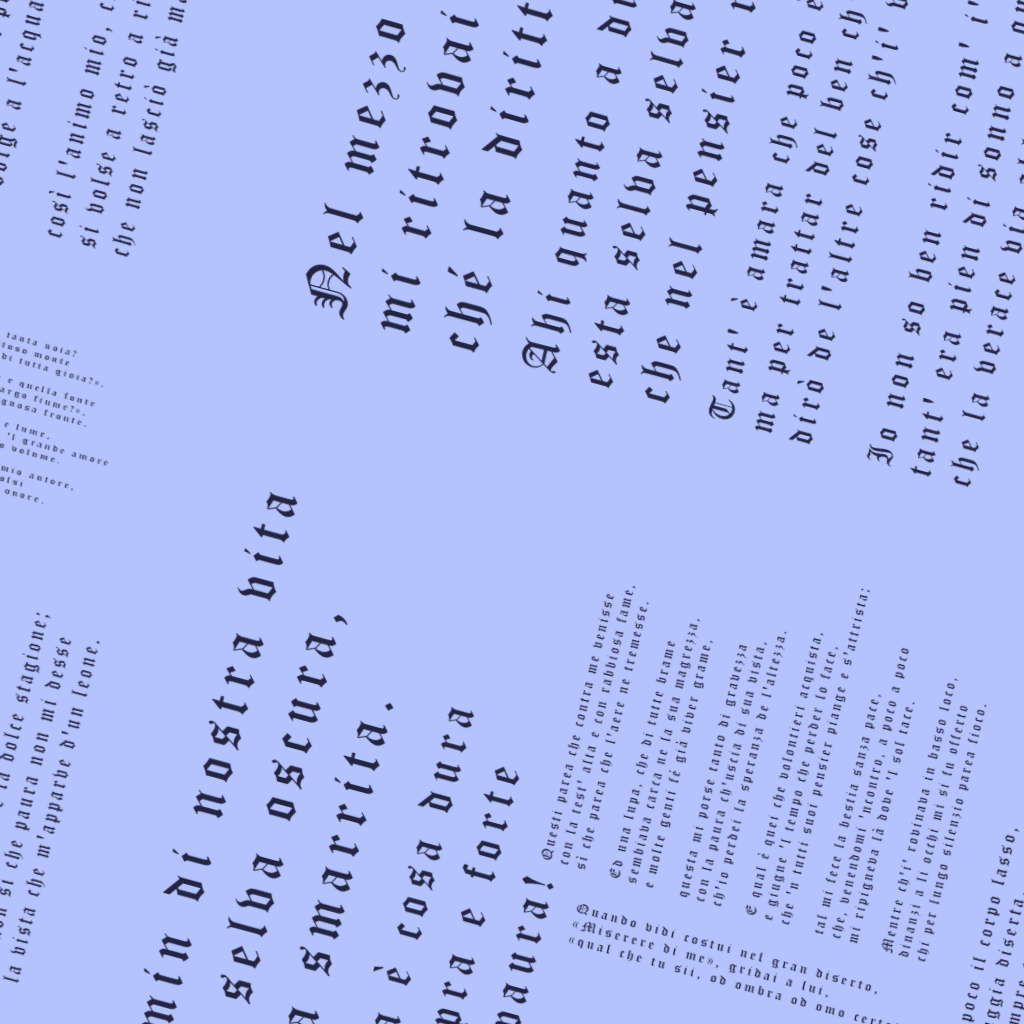 volge a l'acqua
così l'animo mio,
si volse a retro a
che non lasciò già
Nel mezzo
mi ritrovai
ché la diritt
Ahi quanto a di
esta selva selva
che nel pensier
Tant' è amara che poco è
ma per trattar del ben ch
dirò de l'altre cose ch'i'
Io non so ben ridir com' i'
tant' era pien di sonno a
che la verace via
tanta noia?
toso monte
di tutta gioia?».
e quella fonte
argo fiume?».
gnosa fronte.
e lume,
'l grande amore
o volume.
mio autore,
olsi
onore.
e la dolce stagione;
sì che paura non mi desse
la vista che m'apparve d'un leone.
min di nostra vita
selva oscura,
a smarrita.
è cosa dura
pra e forte
paura!
Questi parea che contra me venisse
con la test' alta e con rabbiosa fame,
sì che parea che l'aere ne tremesse.
Ed una lupa, che di tutte brame
sembiava carca ne la sua magrezza,
e molte genti fé già viver grame,
questa mi porse tanto di gravezza
con la paura ch'uscia di sua vista,
ch'io perdei la speranza de l'altezza.
E qual è quei che volontieri acquista,
e giugne 'l tempo che perder lo face,
che 'n tutti suoi pensier piange e s'attrista;
tal mi fece la bestia sanza pace,
che, venendomi 'ncontro, a poco a poco
mi ripigneva là dove 'l sol tace.
Mentre ch'i' rovinava in basso loco,
dinanzi a li occhi mi si fu offerto
chi per lungo silenzio parea fioco.
Quando vidi costui nel gran diserto,
«Miserere di me», gridai a lui,
«qual che tu sii, od ombra od omo cert
poco il corpo lasso,
ggia diserta,
mpre